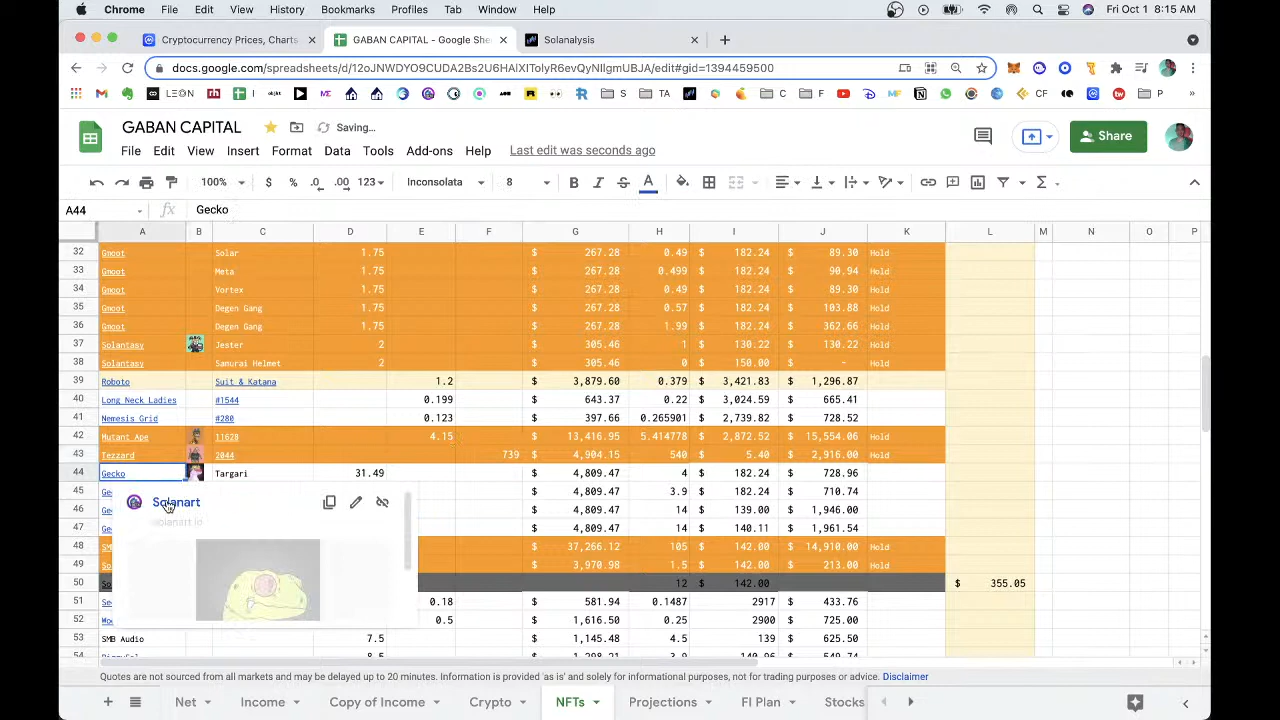 Chrome File Edit View History Bookmarks Profiles Tab Window Help Fri Oct 1 8:15 AM
Cryptocurrency Prices, Charts GABAN CAPITAL - Google She Solanalysis
docs.google.com/spreadsheets/d/12oJNWDYO9CUDA2Bs2U6HAlXITolyR6evQyNIlgmUBJA/edit#gid=1394459500
LEON I S TA C F CF P »
GABAN CAPITAL Saving... Share
File Edit View Insert Format Data Tools Add-ons Help Last edit was seconds ago
100% $ % .0 .00 123 Inconsolata 8 B I S A
A44 fx Gecko
A B C D E F G H I J K L M N O P
32 Gmoot Solar 1.75 $ 267.28 0.49 $ 182.24 $ 89.30 Hold
33 Gmoot Meta 1.75 $ 267.28 0.499 $ 182.24 $ 90.94 Hold
34 Gmoot Vortex 1.75 $ 267.28 0.49 $ 182.24 $ 89.30 Hold
35 Gmoot Degen Gang 1.75 $ 267.28 0.57 $ 182.24 $ 103.88 Hold
36 Gmoot Degen Gang 1.75 $ 267.28 1.99 $ 182.24 $ 362.66 Hold
37 Solantasy Jester 2 $ 305.46 1 $ 130.22 $ 130.22 Hold
38 Solantasy Samurai Helmet 2 $ 305.46 0 $ 150.00 $ - Hold
39 Roboto Suit & Katana 1.2 $ 3,879.60 0.379 $ 3,421.83 $ 1,296.87
40 Long Neck Ladies #1544 0.199 $ 643.37 0.22 $ 3,024.59 $ 665.41
41 Nemesis Grid #280 0.123 $ 397.66 0.265901 $ 2,739.82 $ 728.52
42 Mutant Ape 11628 4.15 $ 13,416.95 5.414778 $ 2,872.52 $ 15,554.06 Hold
43 Tezzard 2044 739 $ 4,904.15 540 $ 5.40 $ 2,916.00 Hold
44 Gecko Targari 31.49 $ 4,809.47 4 $ 182.24 $ 728.96
45 Ge $ 4,809.47 3.9 $ 182.24 $ 710.74
Solanart
solanart.io
46 Ge $ 4,809.47 14 $ 139.00 $ 1,946.00
47 Ge $ 4,809.47 14 $ 140.11 $ 1,961.54
48 SM $ 37,266.12 105 $ 142.00 $ 14,910.00 Hold
49 So $ 3,970.98 1.5 $ 142.00 $ 213.00 Hold
50 So 12 $ 142.00 $ 355.05
51 Se 0.18 $ 581.94 0.1487 2917 $ 433.76
52 Wo 0.5 $ 1,616.50 0.25 2900 $ 725.00
53 SMB Audio 7.5 $ 1,145.48 4.5 139 $ 625.50
54
Quotes are not sourced from all markets and may be delayed up to 20 minutes. Information is provided 'as is' and solely for informational purposes, not for trading purposes or advice. Disclaimer
Net Income Copy of Income Crypto NFTs Projections FI Plan Stocks